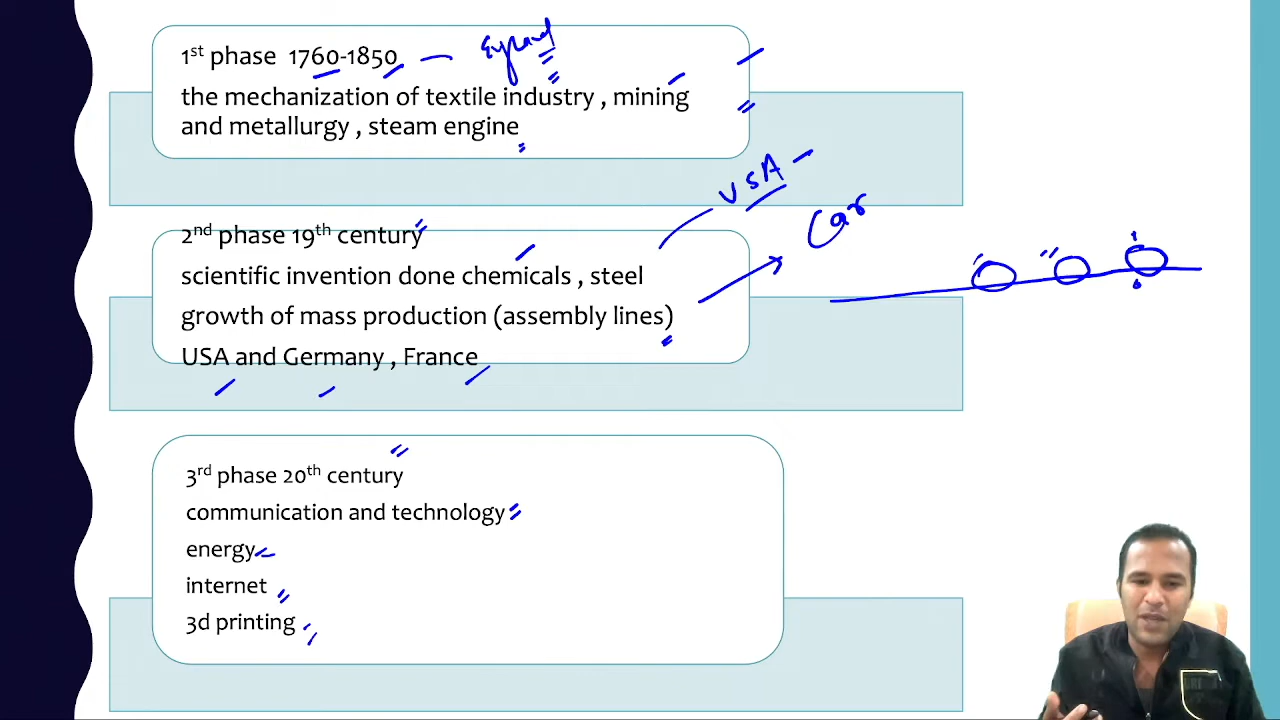 1st phase 1760-1850
the mechanization of textile industry , mining
and metallurgy , steam engine
USA
Car
2nd phase 19th century
scientific invention done chemicals , steel
growth of mass production (assembly lines)
USA and Germany , France
3rd phase 20th century
communication and technology
energy
internet
3d printing